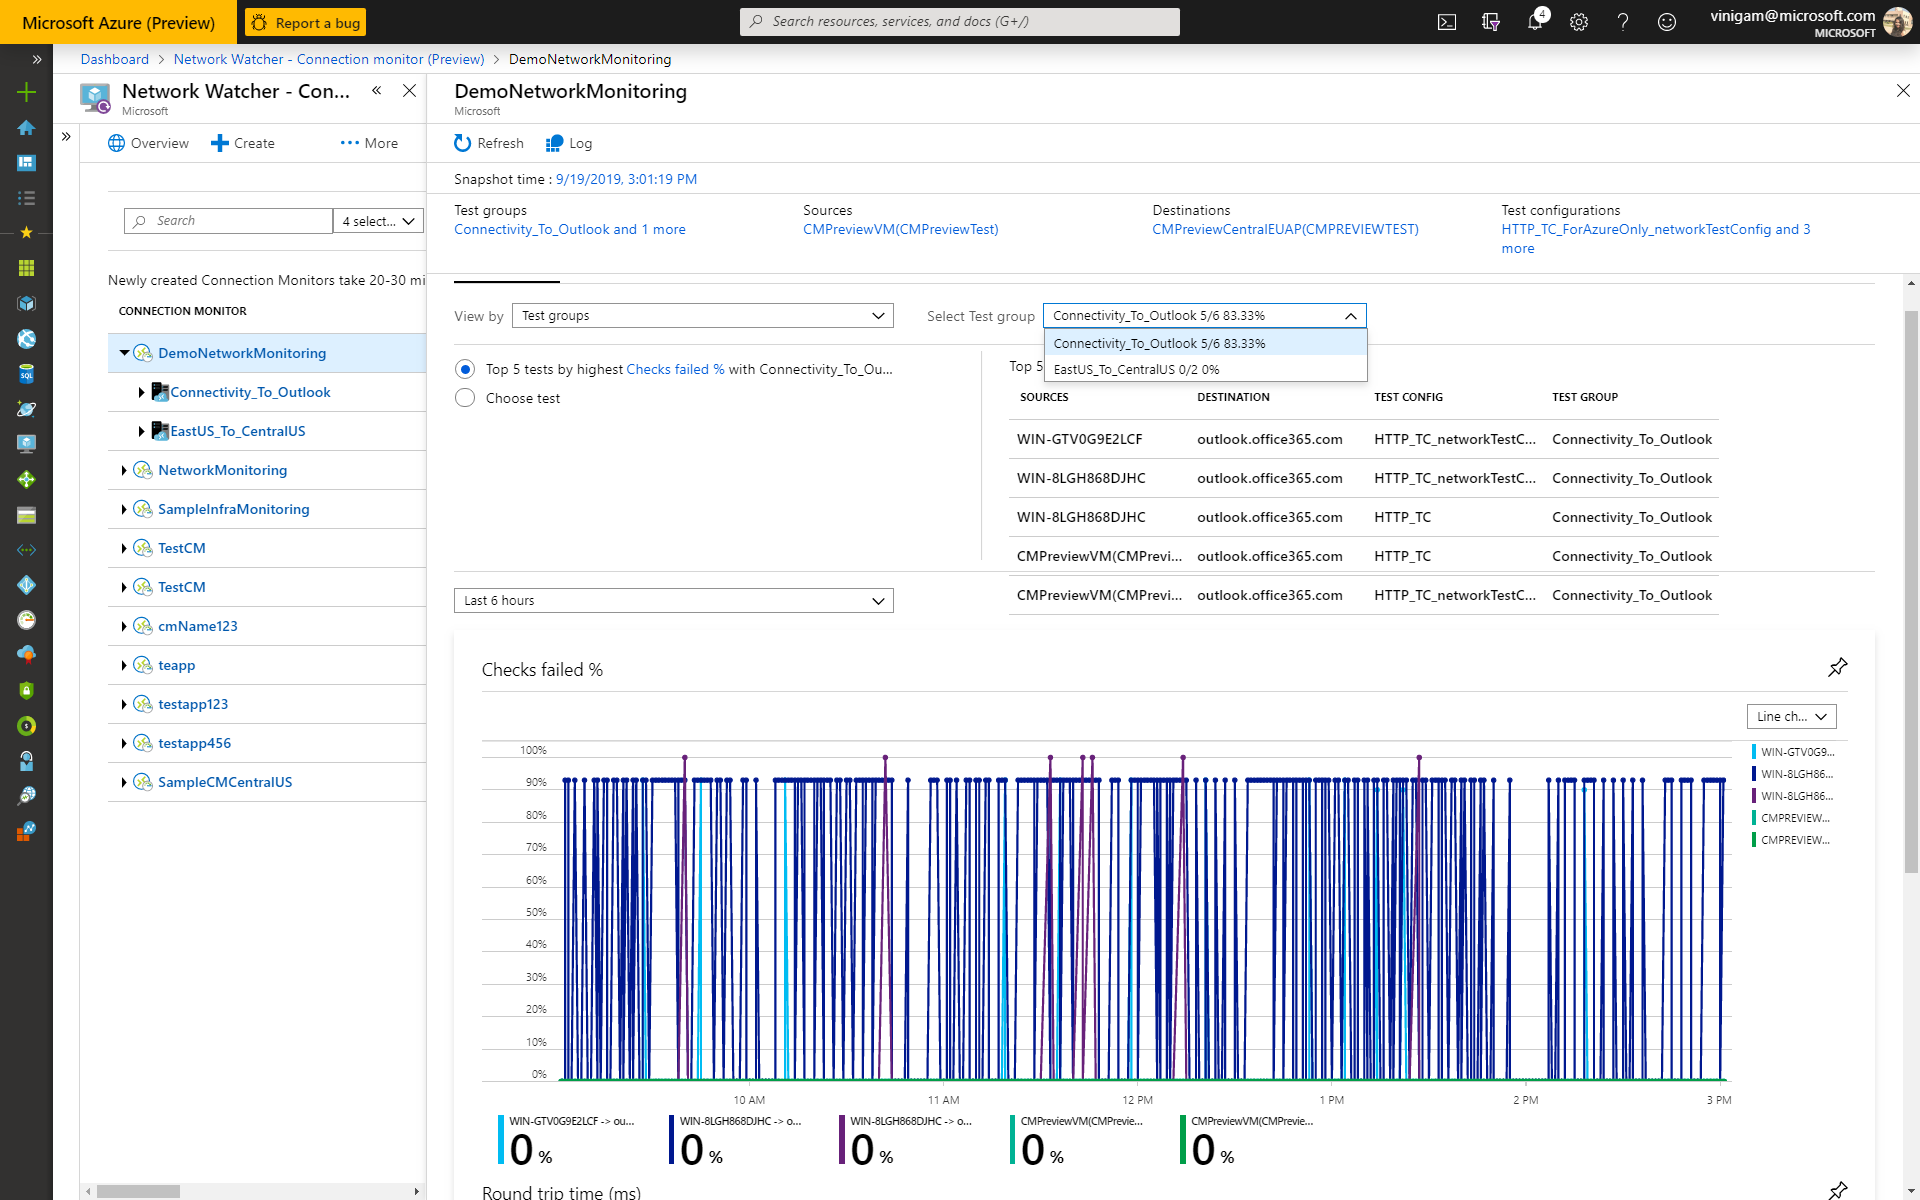 Microsoft Azure (Preview)
Report a bug
Search resources, services, and docs (G+/)
4
vinigam@microsoft.com
MICROSOFT
Dashboard > Network Watcher - Connection monitor (Preview) > DemoNetworkMonitoring
Network Watcher - Con...
Microsoft
Overview
Create
More
Search
4 select...
Newly created Connection Monitors take 20-30 mi
CONNECTION MONITOR
DemoNetworkMonitoring
Connectivity_To_Outlook
EastUS_To_CentralUS
NetworkMonitoring
SampleInfraMonitoring
TestCM
TestCM
cmName123
teapp
testapp123
testapp456
SampleCMCentralUS
DemoNetworkMonitoring
Microsoft
Refresh
Log
Snapshot time : 9/19/2019, 3:01:19 PM
Test groups
Connectivity_To_Outlook and 1 more
Sources
CMPreviewVM(CMPreviewTest)
Destinations
CMPreviewCentralEUAP(CMPREVIEWTEST)
Test configurations
HTTP_TC_ForAzureOnly_networkTestConfig and 3
more
View by
Test groups
Select Test group
Connectivity_To_Outlook 5/6 83.33%
Connectivity_To_Outlook 5/6 83.33%
EastUS_To_CentralUS 0/2 0%
Top 5 tests by highest Checks failed % with Connectivity_To_Ou...
Choose test
Top 5
SOURCES DESTINATION TEST CONFIG TEST GROUP
WIN-GTV0G9E2LCF outlook.office365.com HTTP_TC_networkTestC... Connectivity_To_Outlook
WIN-8LGH868DJHC outlook.office365.com HTTP_TC_networkTestC... Connectivity_To_Outlook
WIN-8LGH868DJHC outlook.office365.com HTTP_TC Connectivity_To_Outlook
CMPreviewVM(CMPrevi... outlook.office365.com HTTP_TC Connectivity_To_Outlook
CMPreviewVM(CMPrevi... outlook.office365.com HTTP_TC_networkTestC... Connectivity_To_Outlook
Last 6 hours
Checks failed %
Line ch...
100%
90%
80%
70%
60%
50%
40%
30%
20%
10%
0%
10 AM 11 AM 12 PM 1 PM 2 PM 3 PM
WIN-GTV0G9...
WIN-8LGH86...
WIN-8LGH86...
CMPREVIEW...
CMPREVIEW...
WIN-GTV0G9E2LCF -> ou...
0 %
WIN-8LGH868DJHC -> o...
0 %
WIN-8LGH868DJHC -> o...
0 %
CMPreviewVM(CMPrevie...
0 %
CMPreviewVM(CMPrevie...
0 %
Round trip time (ms)